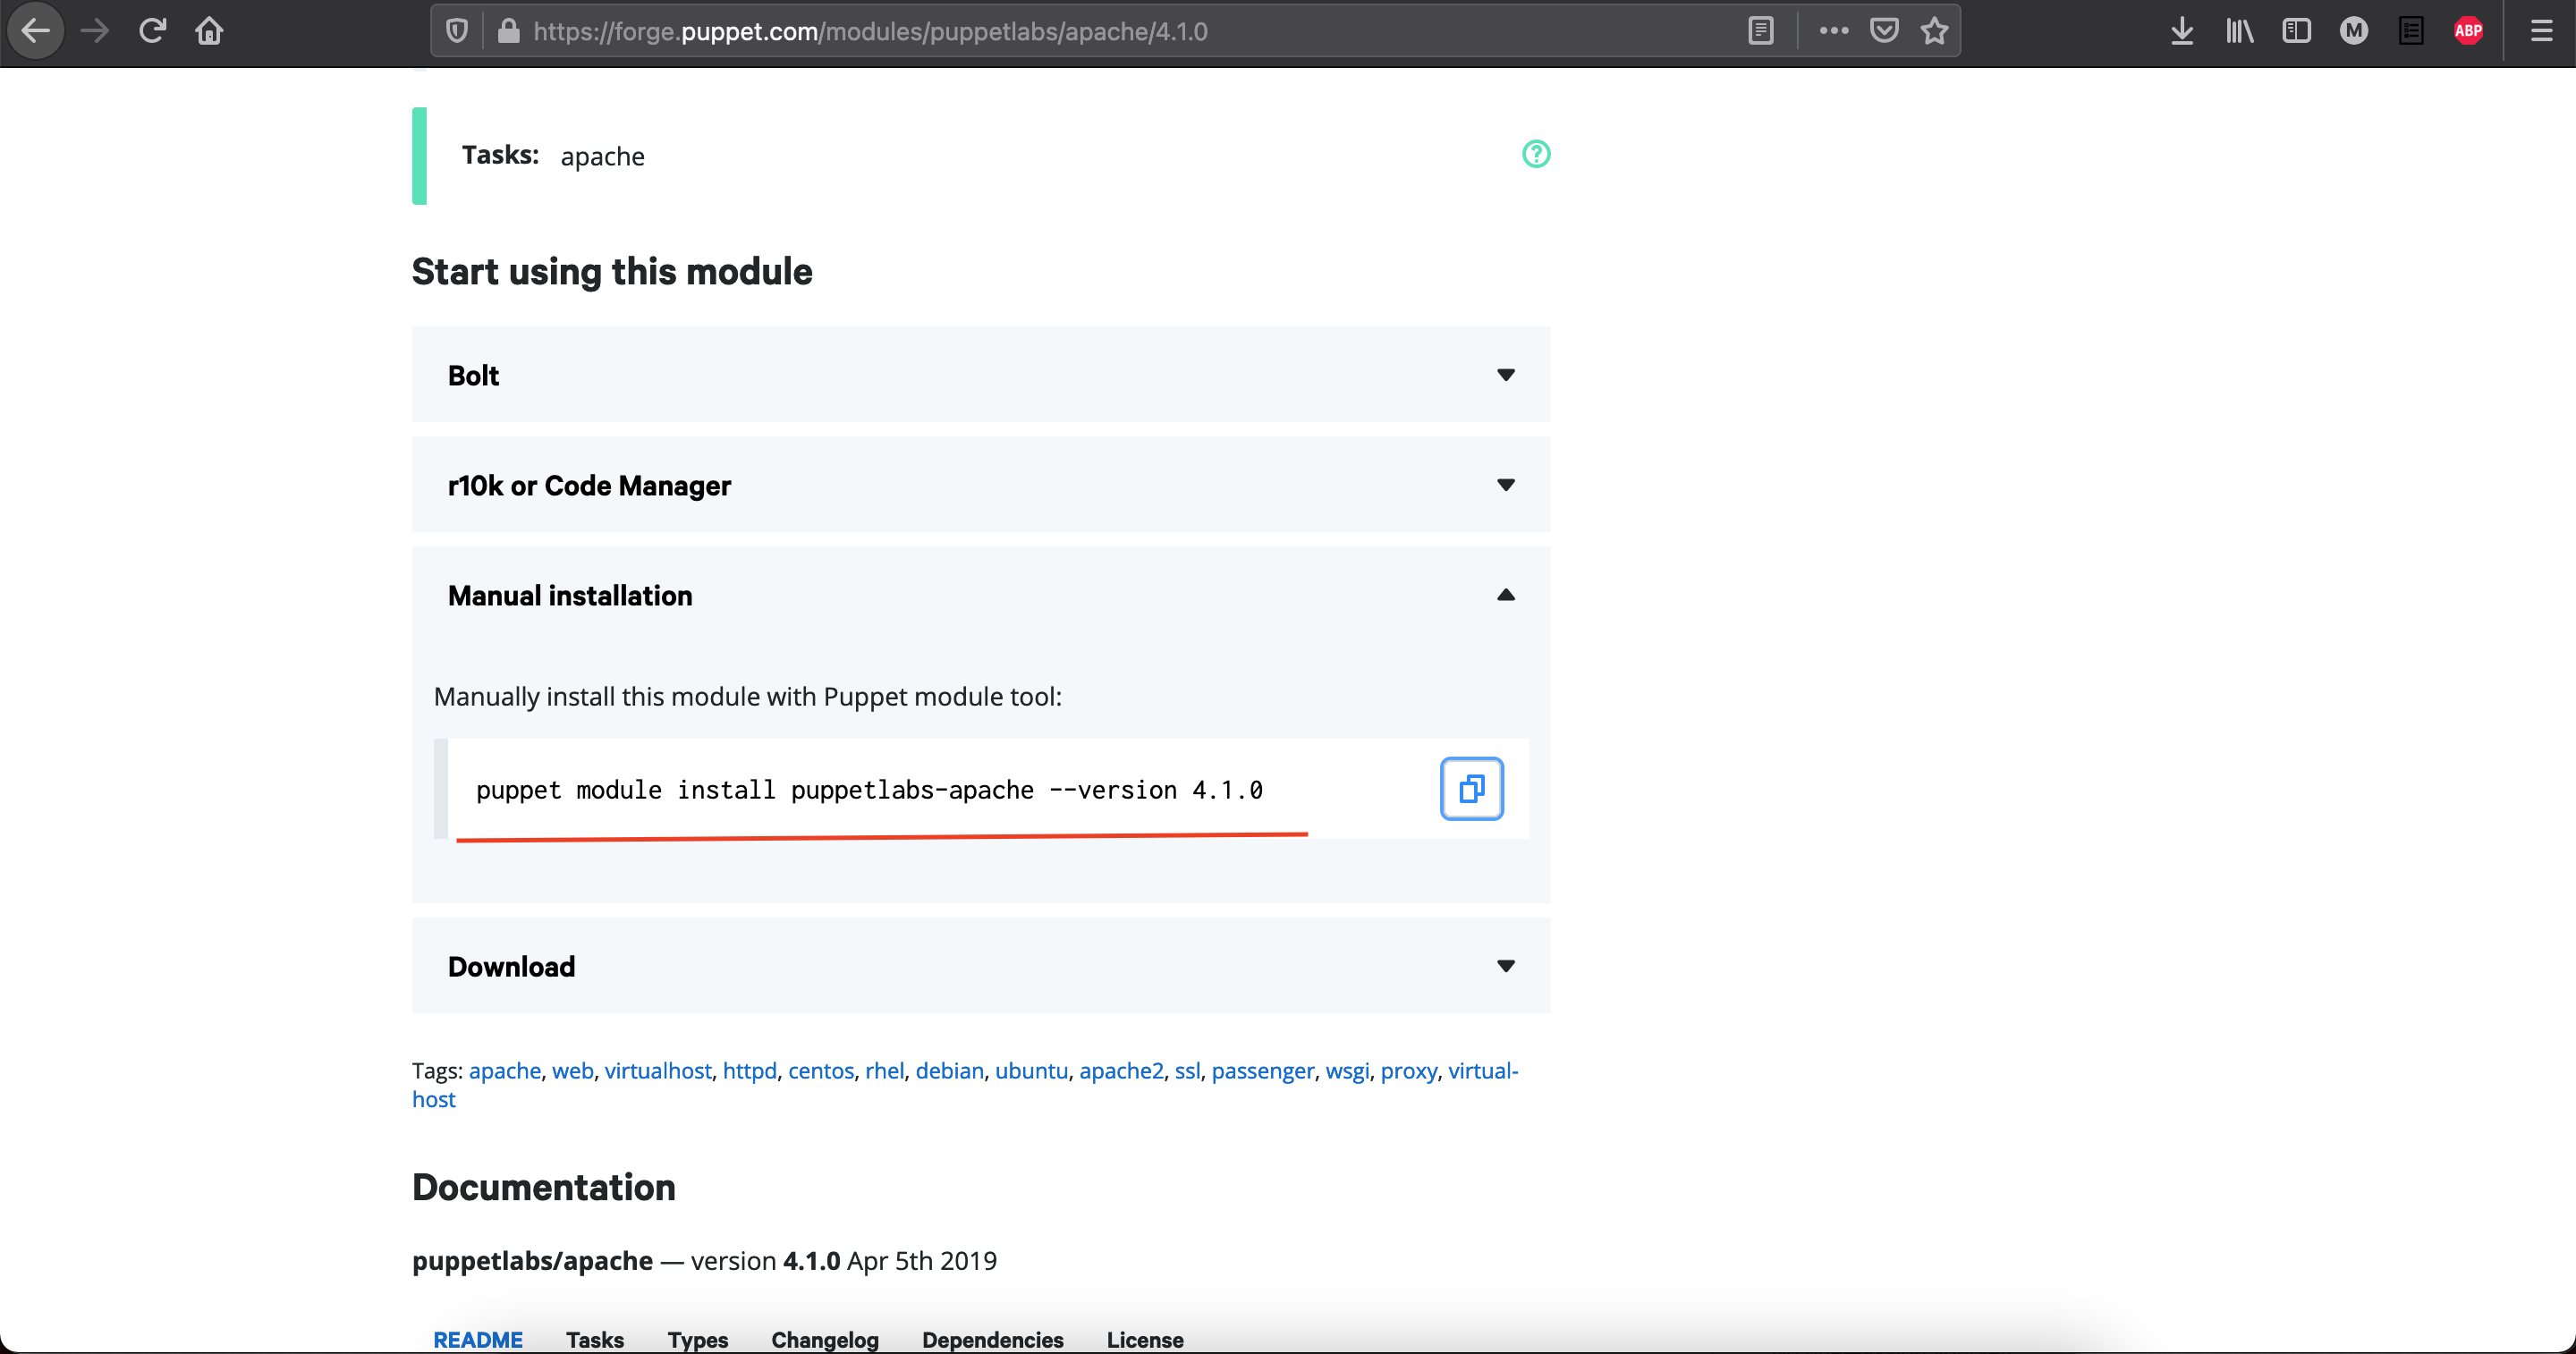 https://forge.puppet.com/modules/puppetlabs/apache/4.1.0
M
ABP
Tasks: apache
?
Start using this module
Bolt
r10k or Code Manager
Manual installation
Manually install this module with Puppet module tool:
puppet module install puppetlabs-apache --version 4.1.0
Download
Tags: apache, web, virtualhost, httpd, centos, rhel, debian, ubuntu, apache2, ssl, passenger, wsgi, proxy, virtual-
host
Documentation
puppetlabs/apache — version 4.1.0 Apr 5th 2019
README Tasks Types Changelog Dependencies License